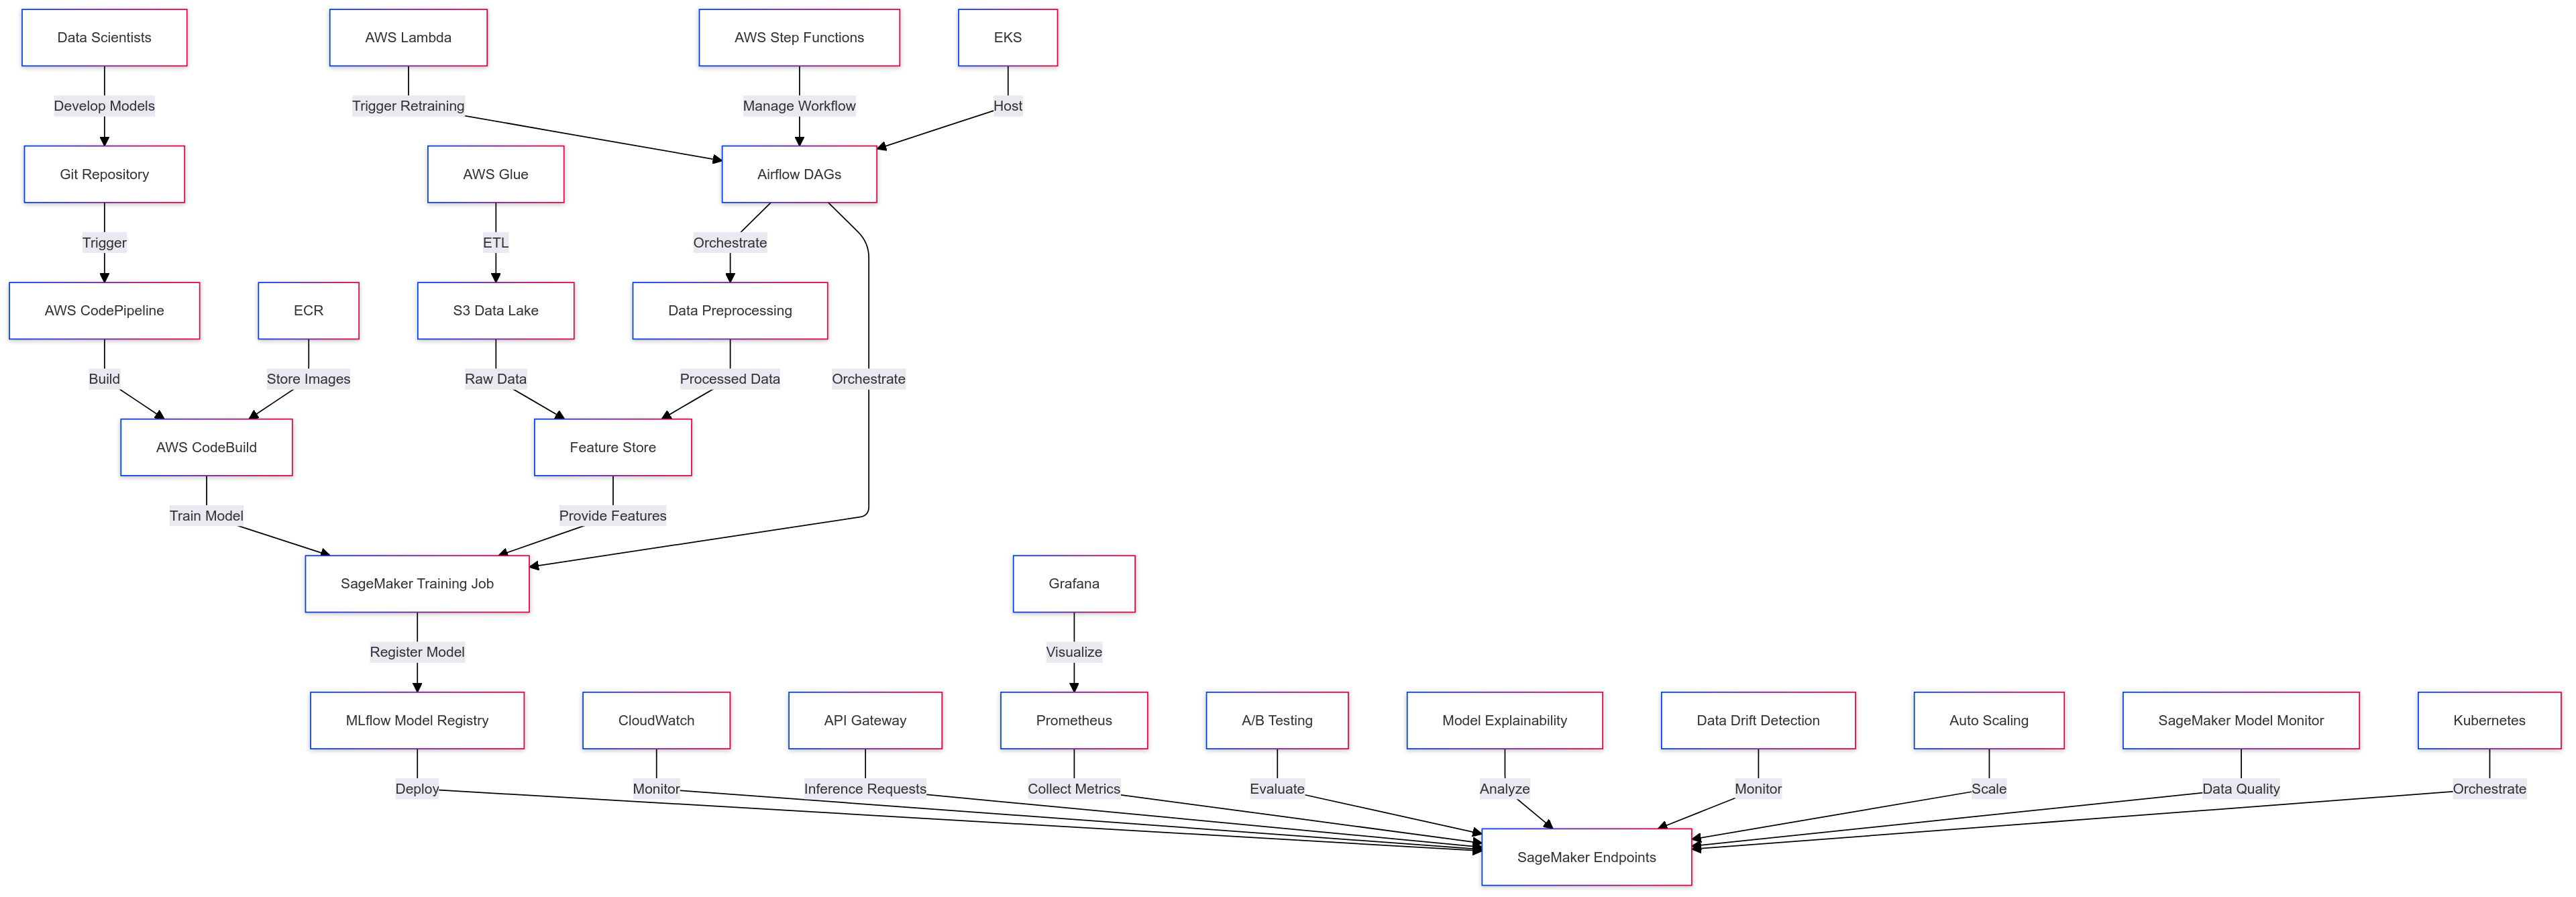 Data Scientists
AWS Lambda
AWS Step Functions
EKS
Develop Models
Trigger Retraining
Manage Workflow
Host
Git Repository
AWS Glue
Airflow DAGs
Trigger
ETL
Orchestrate
AWS CodePipeline
ECR
S3 Data Lake
Data Preprocessing
Build
Store Images
Raw Data
Processed Data
Orchestrate
AWS CodeBuild
Feature Store
Train Model
Provide Features
SageMaker Training Job
Grafana
Register Model
Visualize
MLflow Model Registry
CloudWatch
API Gateway
Prometheus
A/B Testing
Model Explainability
Data Drift Detection
Auto Scaling
SageMaker Model Monitor
Kubernetes
Deploy
Monitor
Inference Requests
Collect Metrics
Evaluate
Analyze
Monitor
Scale
Data Quality
Orchestrate
SageMaker Endpoints